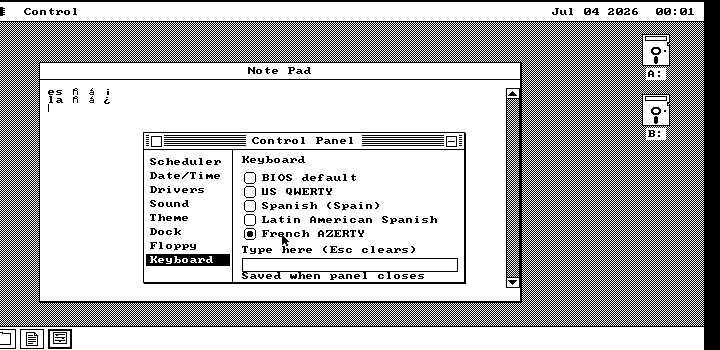 Control
Jul 04 2026 00:01
A:
B:
Note Pad
es ñ á ¡
la ñ á ¿
Control Panel
Scheduler
Date/Time
Drivers
Sound
Theme
Dock
Floppy
Keyboard
Keyboard
BIOS default
US QWERTY
Spanish (Spain)
Latin American Spanish
French AZERTY
Type here (Esc clears)
Saved when panel closes